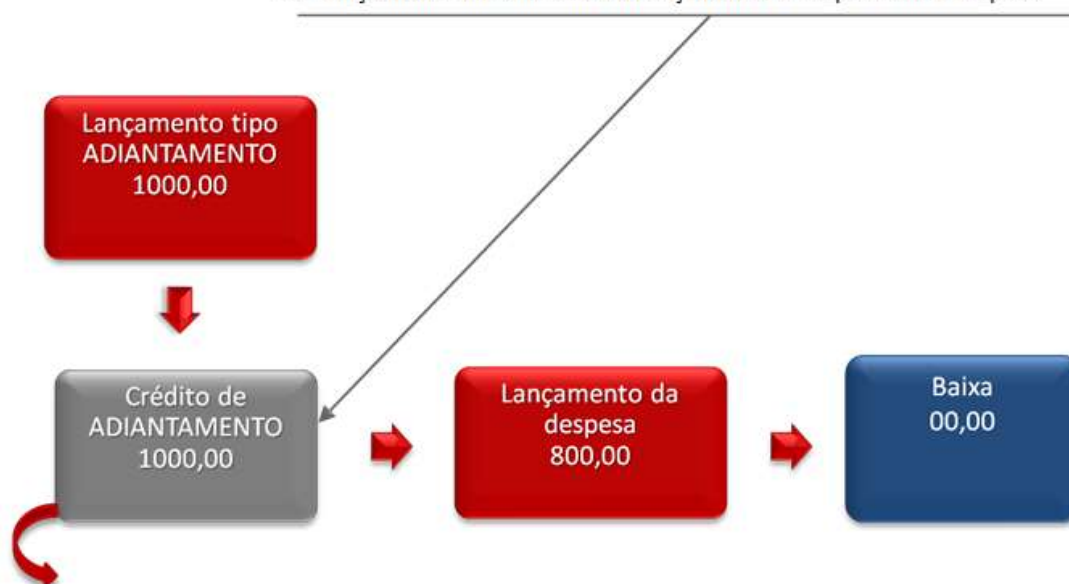 Lançamento tipo
ADIANTAMENTO
1000,00
Crédito de
ADIANTAMENTO
1000,00
Lançamento da
despesa
800,00
Baixa
00,00